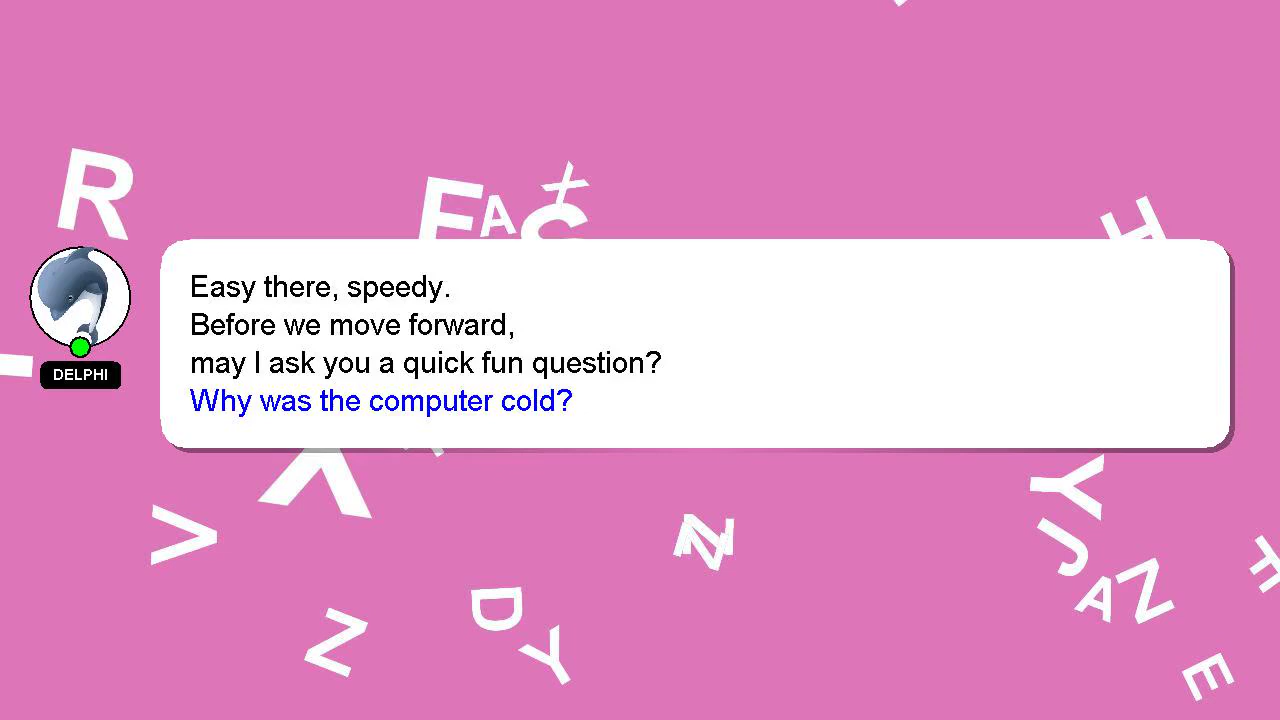 Easy there, speedy.
Before we move forward,
may I ask you a quick fun question?
Why was the computer cold?
DELPHI
R
F
A
X
H
X
Y
J
A
N
F
E
V
Z
D
Y
N
Z